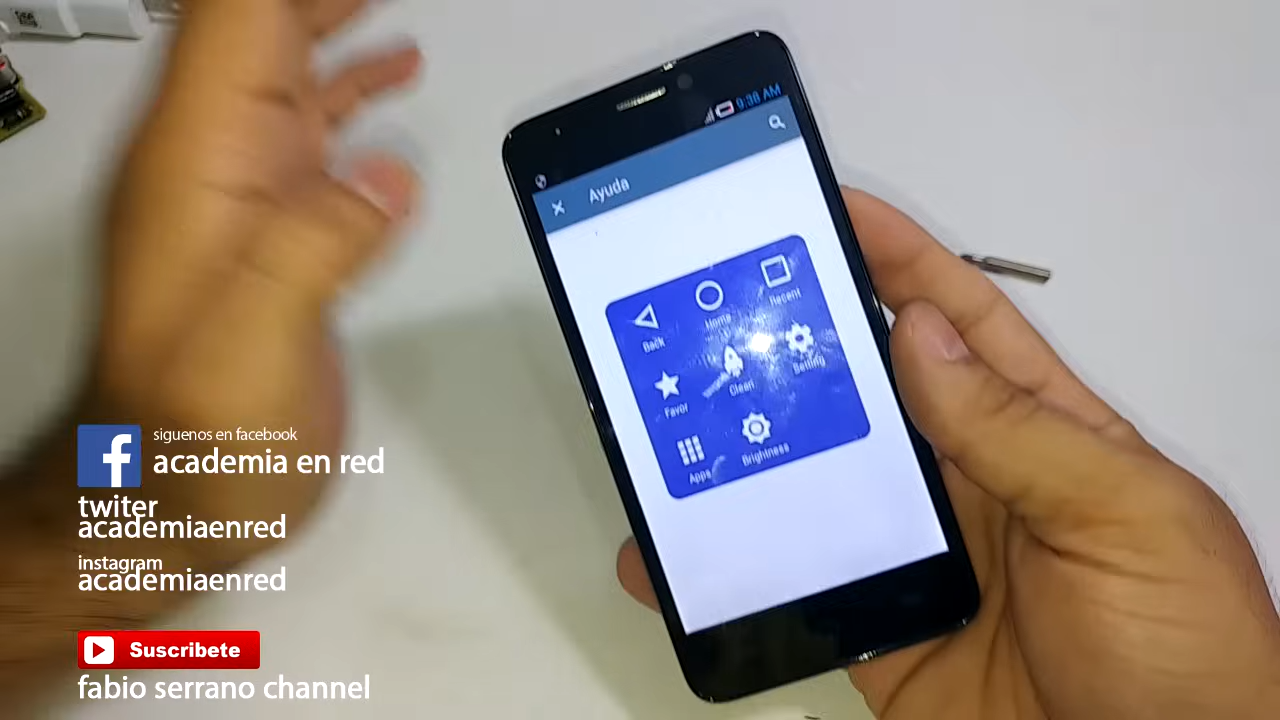 9:38 AM
Ayuda
Back
Home
Recent
Favor
Clean
Setting
Apps
Brightness
siguenos en facebook
academia en red
twiter
academiaenred
instagram
academiaenred
Suscribete
fabio serrano channel